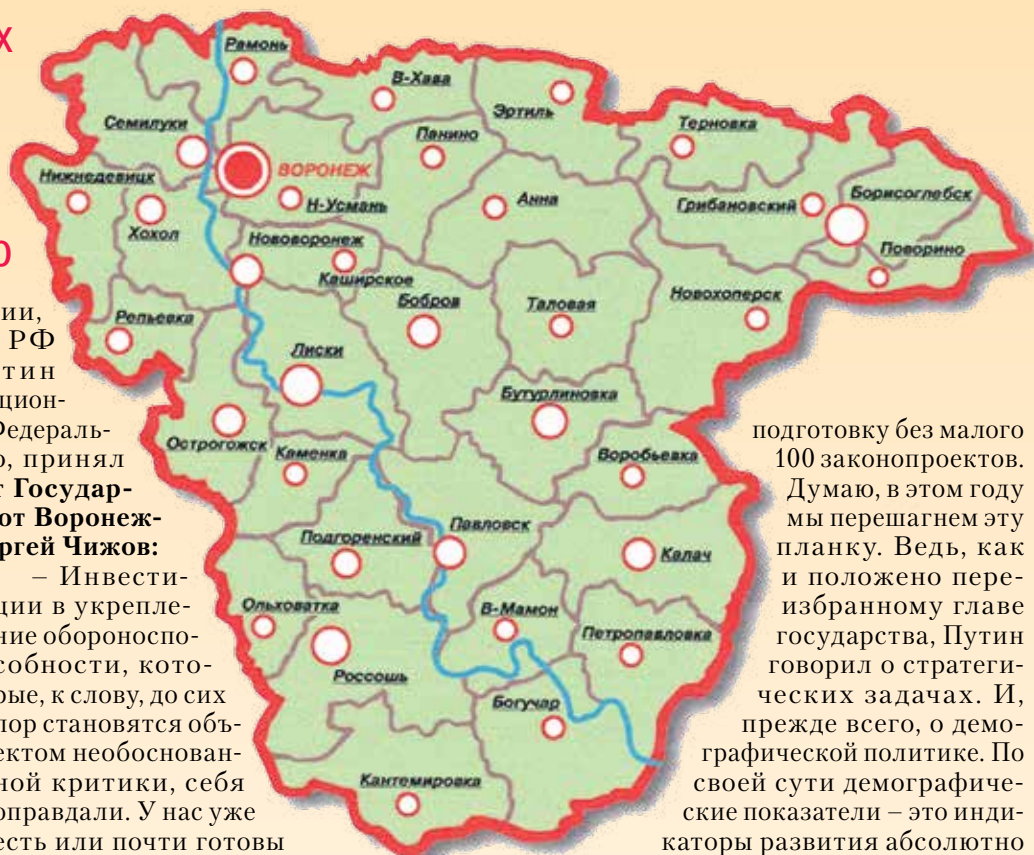 х
о
Рамонь
В-Хава
Эртиль
Терновка
Семилуки
Панино
ВОРОНЕЖ
Нижнедевицк
Н-Усмань
Анна
Грибановский
Борисоглебск
Хохол
Нововоронеж
Поворино
Каширское
Бобров
Таловая
Новохоперск
Репьевка
Лиски
Бутурлиновка
Острогожск
Каменка
Воробьевка
Подгоренский
Павловск
Калач
Ольховатка
В-Мамон
Петропавловка
Россошь
Богучар
Кантемировка
ии,
РФ
тин
цион-
Федераль-
о, принял
т Государ-
от Воронеж-
ргей Чижов:
– Инвести-
ции в укрепле-
ние обороноспо-
собности, кото-
рые, к слову, до сих
пор становятся объ-
ектом необоснован-
ной критики, себя
оправдали. У нас уже
есть или почти готовы
подготовку без малого
100 законопроектов.
Думаю, в этом году
мы перешагнем эту
планку. Ведь, как
и положено пере-
избранному главе
государства, Путин
говорил о стратеги-
ческих задачах. И,
прежде всего, о демо-
графической политике. По
своей сути демографиче-
ские показатели – это инди-
каторы развития абсолютно